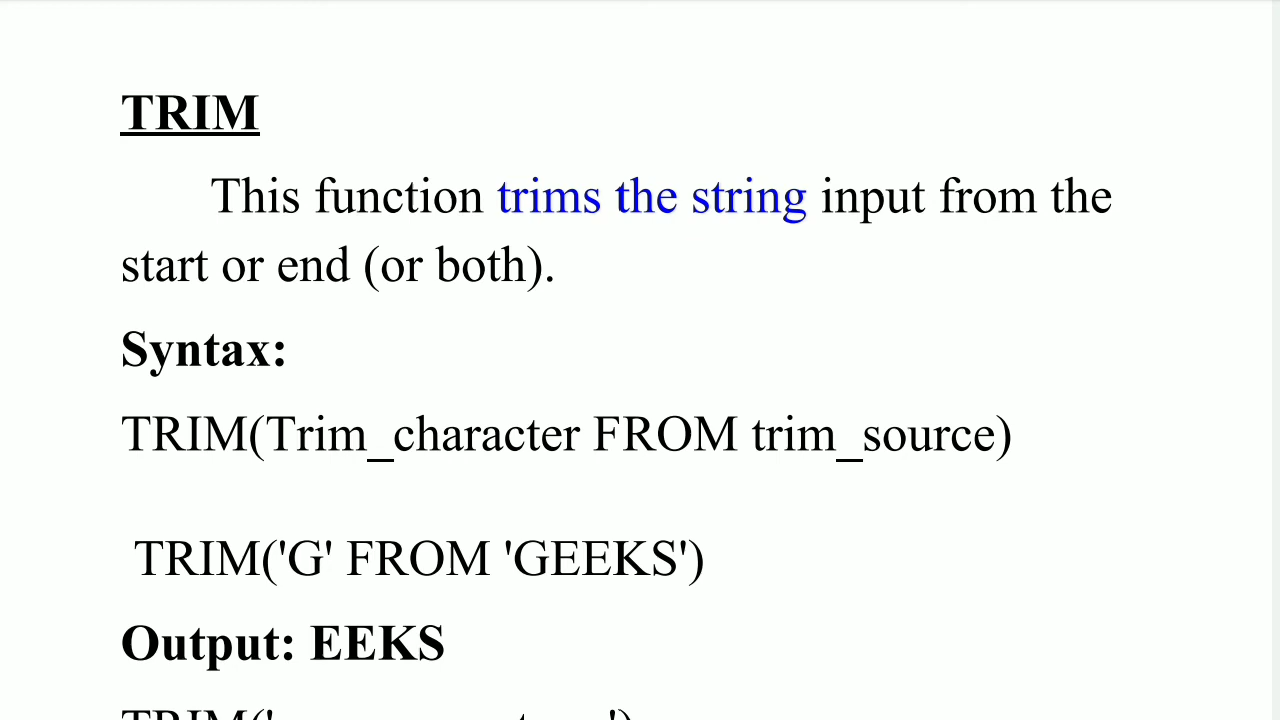 TRIM
This function trims the string input from the
start or end (or both).
Syntax:
TRIM(Trim_character FROM trim_source)
TRIM('G' FROM 'GEEKS')
Output: EEKS
TRIM('